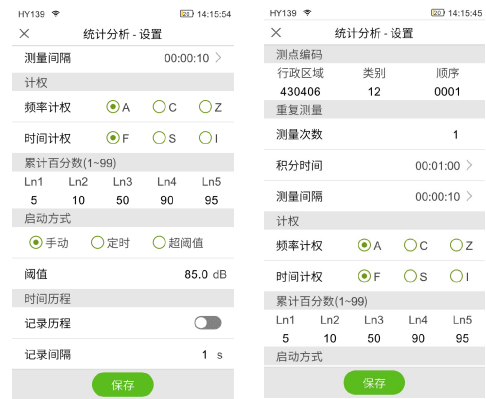 HY139 20 14:15:54
统计分析 - 设置
测量间隔 00:00:10
计权
频率计权 A C Z
时间计权 F S I
累计百分数(1~99)
Ln1 Ln2 Ln3 Ln4 Ln5
5 10 50 90 95
启动方式
手动 定时 超阈值
阈值 85.0 dB
时间历程
记录历程
记录间隔 1 s
保存
HY139 20 14:15:45
统计分析 - 设置
测点编码
行政区域 类别 顺序
430406 12 0001
重复测量
测量次数 1
积分时间 00:01:00
测量间隔 00:00:10
计权
频率计权 A C Z
时间计权 F S I
累计百分数(1~99)
Ln1 Ln2 Ln3 Ln4 Ln5
5 10 50 90 95
启动方式
保存